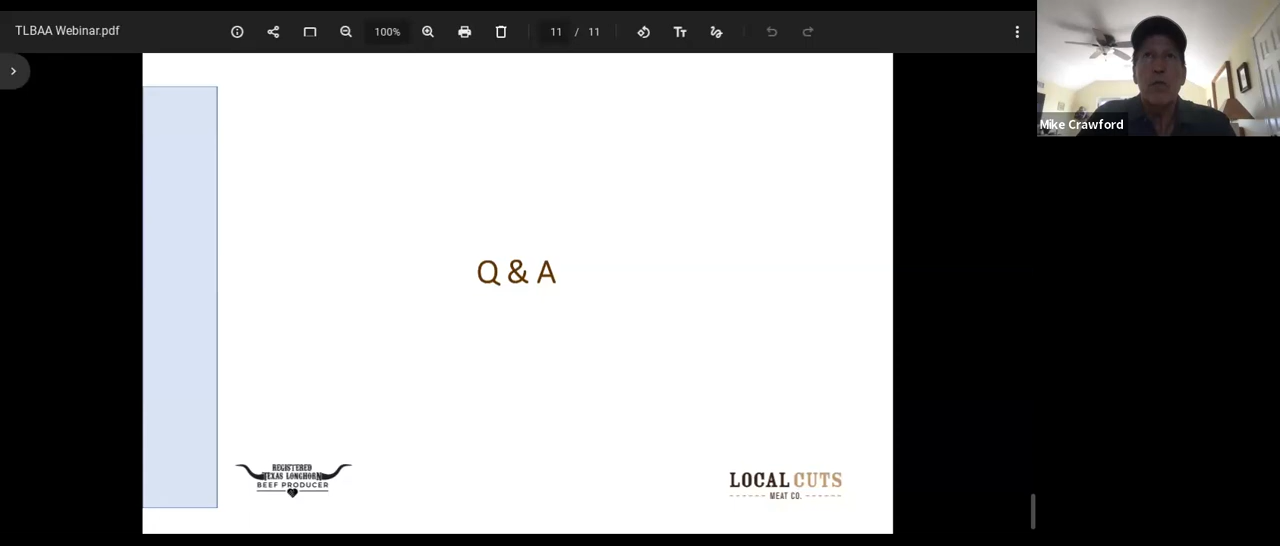 TLBAA Webinar.pdf
100%
11 / 11
Mike Crawford
Q & A
REGISTERED
TEXAS LONGHORN
BEEF PRODUCER
LOCAL CUTS
MEAT CO.